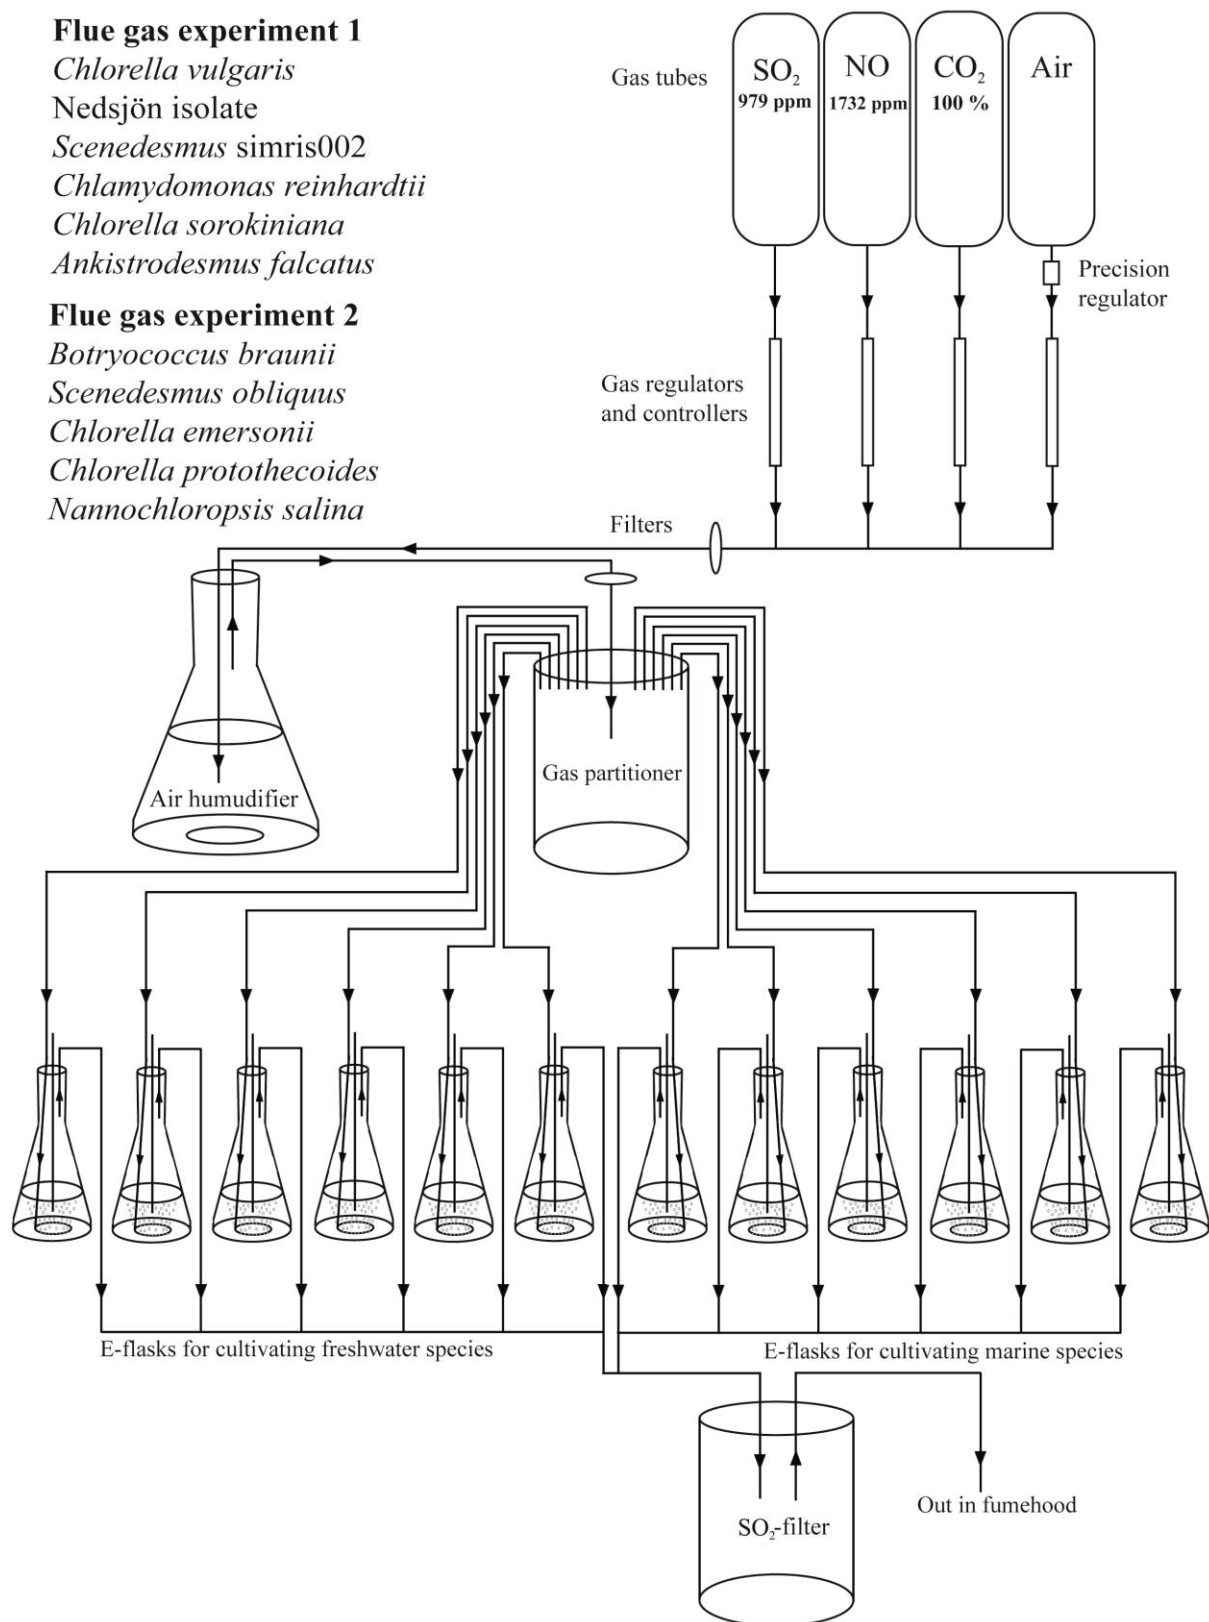 Flue gas experiment 1
Chlorella vulgaris
Nedsjön isolate
Scenedesmus simris002
Chlamydomonas reinhardtii
Chlorella sorokiniana
Ankistrodesmus falcatus
Flue gas experiment 2
Botryococcus braunii
Scenedesmus obliquus
Chlorella emersonii
Chlorella protothecoides
Nannochloropsis salina
Gas tubes
SO₂
979 ppm
NO
1732 ppm
CO₂
100 %
Air
Precision
regulator
Gas regulators
and controllers
Filters
Air humudifier
Gas partitioner
E-flasks for cultivating freshwater species
E-flasks for cultivating marine species
SO₂-filter
Out in fumehood